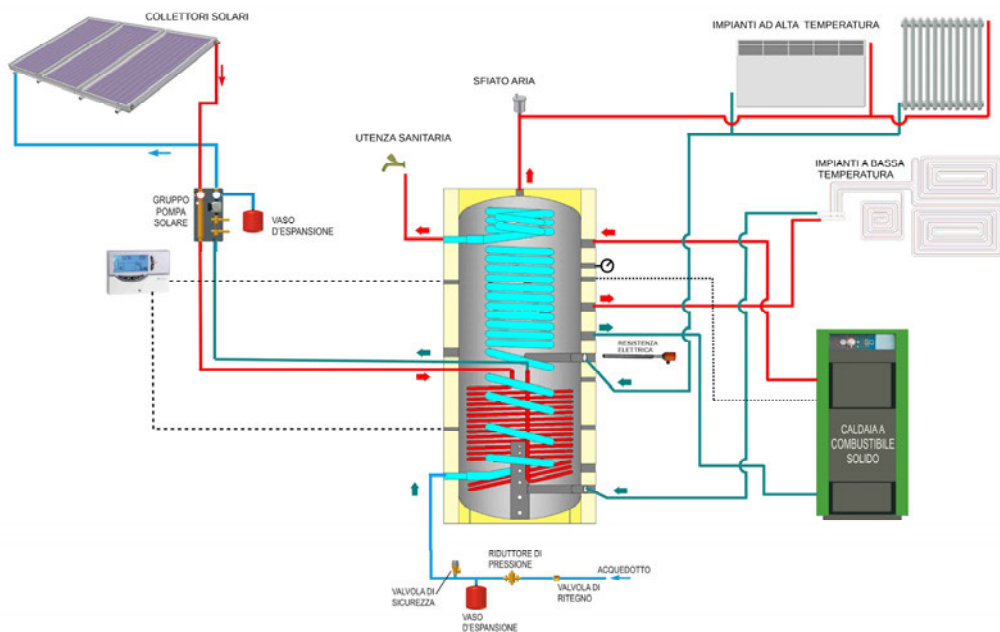 COLLETTORI SOLARI
IMPIANTI AD ALTA TEMPERATURA
SFIATO ARIA
UTENZA SANITARIA
IMPIANTI A BASSA
TEMPERATURA
GRUPPO
POMPA
SOLARE
VASO
D'ESPANSIONE
RESISTENZA
ELETTRICA
CALDAIA A
COMBUSTIBILE
SOLIDO
RIDUTTORE DI
PRESSIONE
ACQUEDOTTO
VALVOLA DI
SICUREZZA
VALVOLA DI
RITEGNO
VASO
D'ESPANSIONE